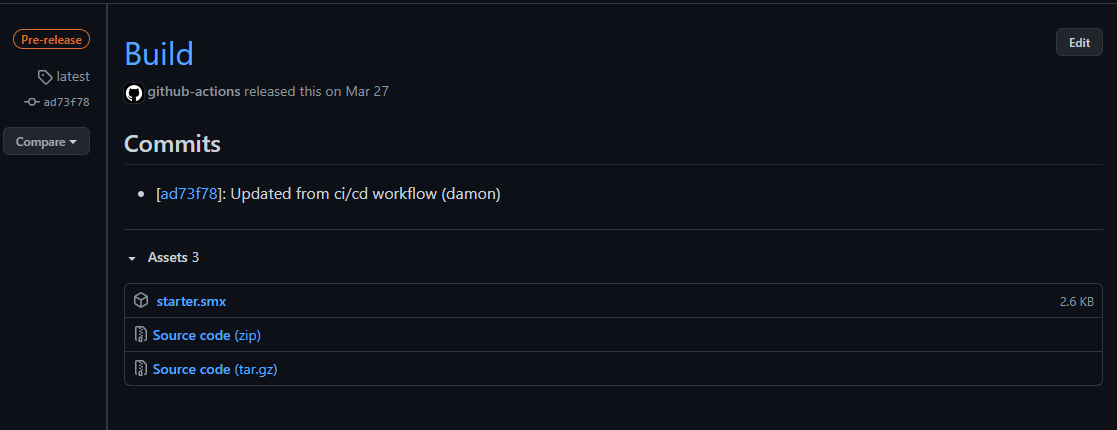 Pre-release
latest
ad73f78
Compare
Build
Edit
github-actions released this on Mar 27
Commits
[ad73f78]: Updated from ci/cd workflow (damon)
Assets 3
starter.smx 2.6 KB
Source code (zip)
Source code (tar.gz)